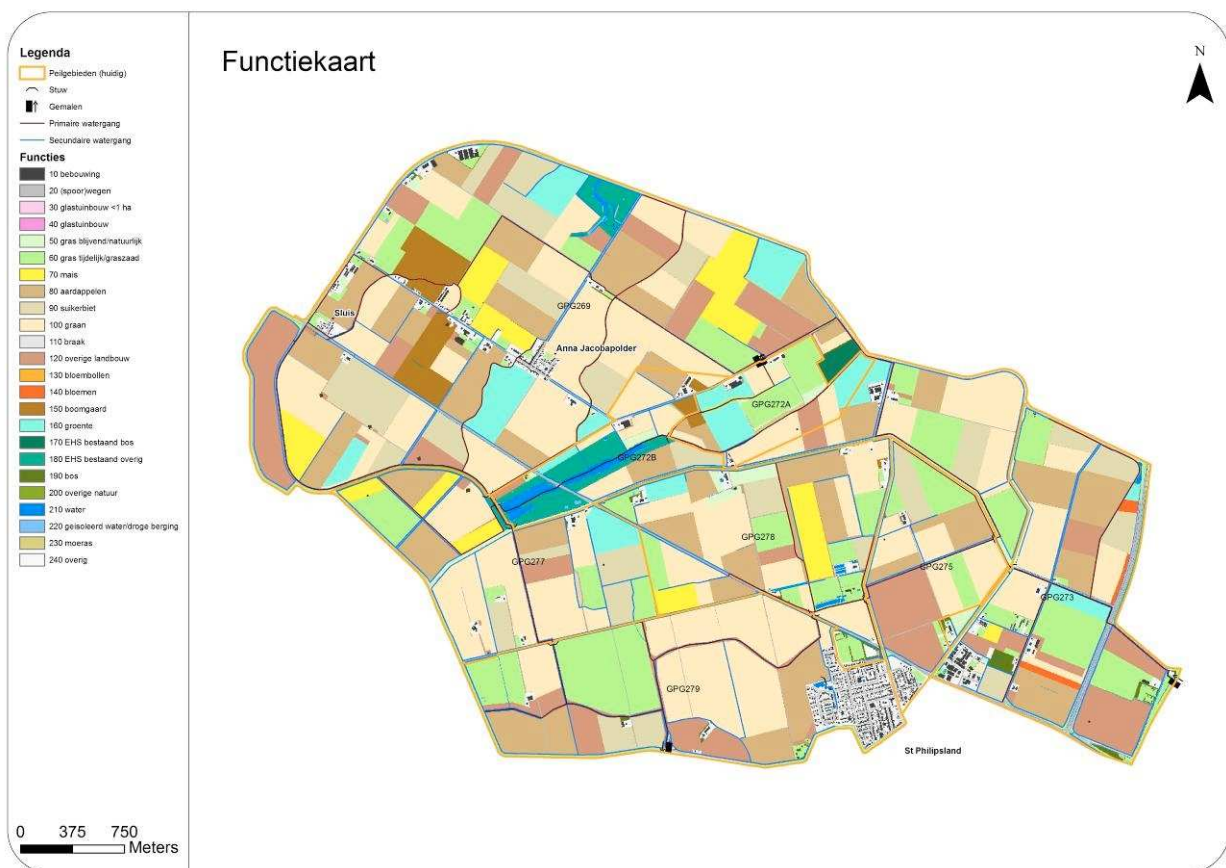 Legenda
Peilgebieden (huidig)
Stuw
Gemalen
Primaire watergang
Secundaire watergang
Functies
10 bebouwing
20 (spoor)wegen
30 glastuinbouw <1 ha
40 glastuinbouw
50 gras blijvend/natuurlijk
60 gras tijdelijk/graszaad
70 mais
80 aardappelen
90 suikerbiet
100 graan
110 braak
120 overige landbouw
130 bloembollen
140 bloemen
150 boomgaard
160 groente
170 EHS bestaand bos
180 EHS bestaand overig
190 bos
200 overige natuur
210 water
220 geisoleerd water/droge berging
230 moeras
240 overig
0 375 750
Meters
Functiekaart
N
GPG269
Sluis
Anna Jacobapolder
GPG272A
GPG272B
GPG278
GPG277
GPG275
GPG273
GPG279
St Philipsland